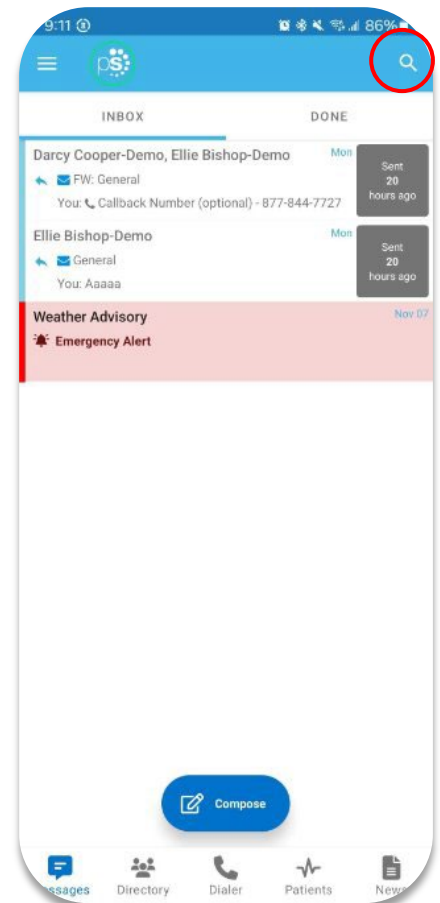 9:11
86%
ps
INBOX
DONE
Darcy Cooper-Demo, Ellie Bishop-Demo
Mon
FW: General
You: Callback Number (optional) - 877-844-7727
Sent
20
hours ago
Ellie Bishop-Demo
Mon
General
You: Aaaaa
Sent
20
hours ago
Weather Advisory
Nov 07
Emergency Alert
Compose
essages
Directory
Dialer
Patients
News